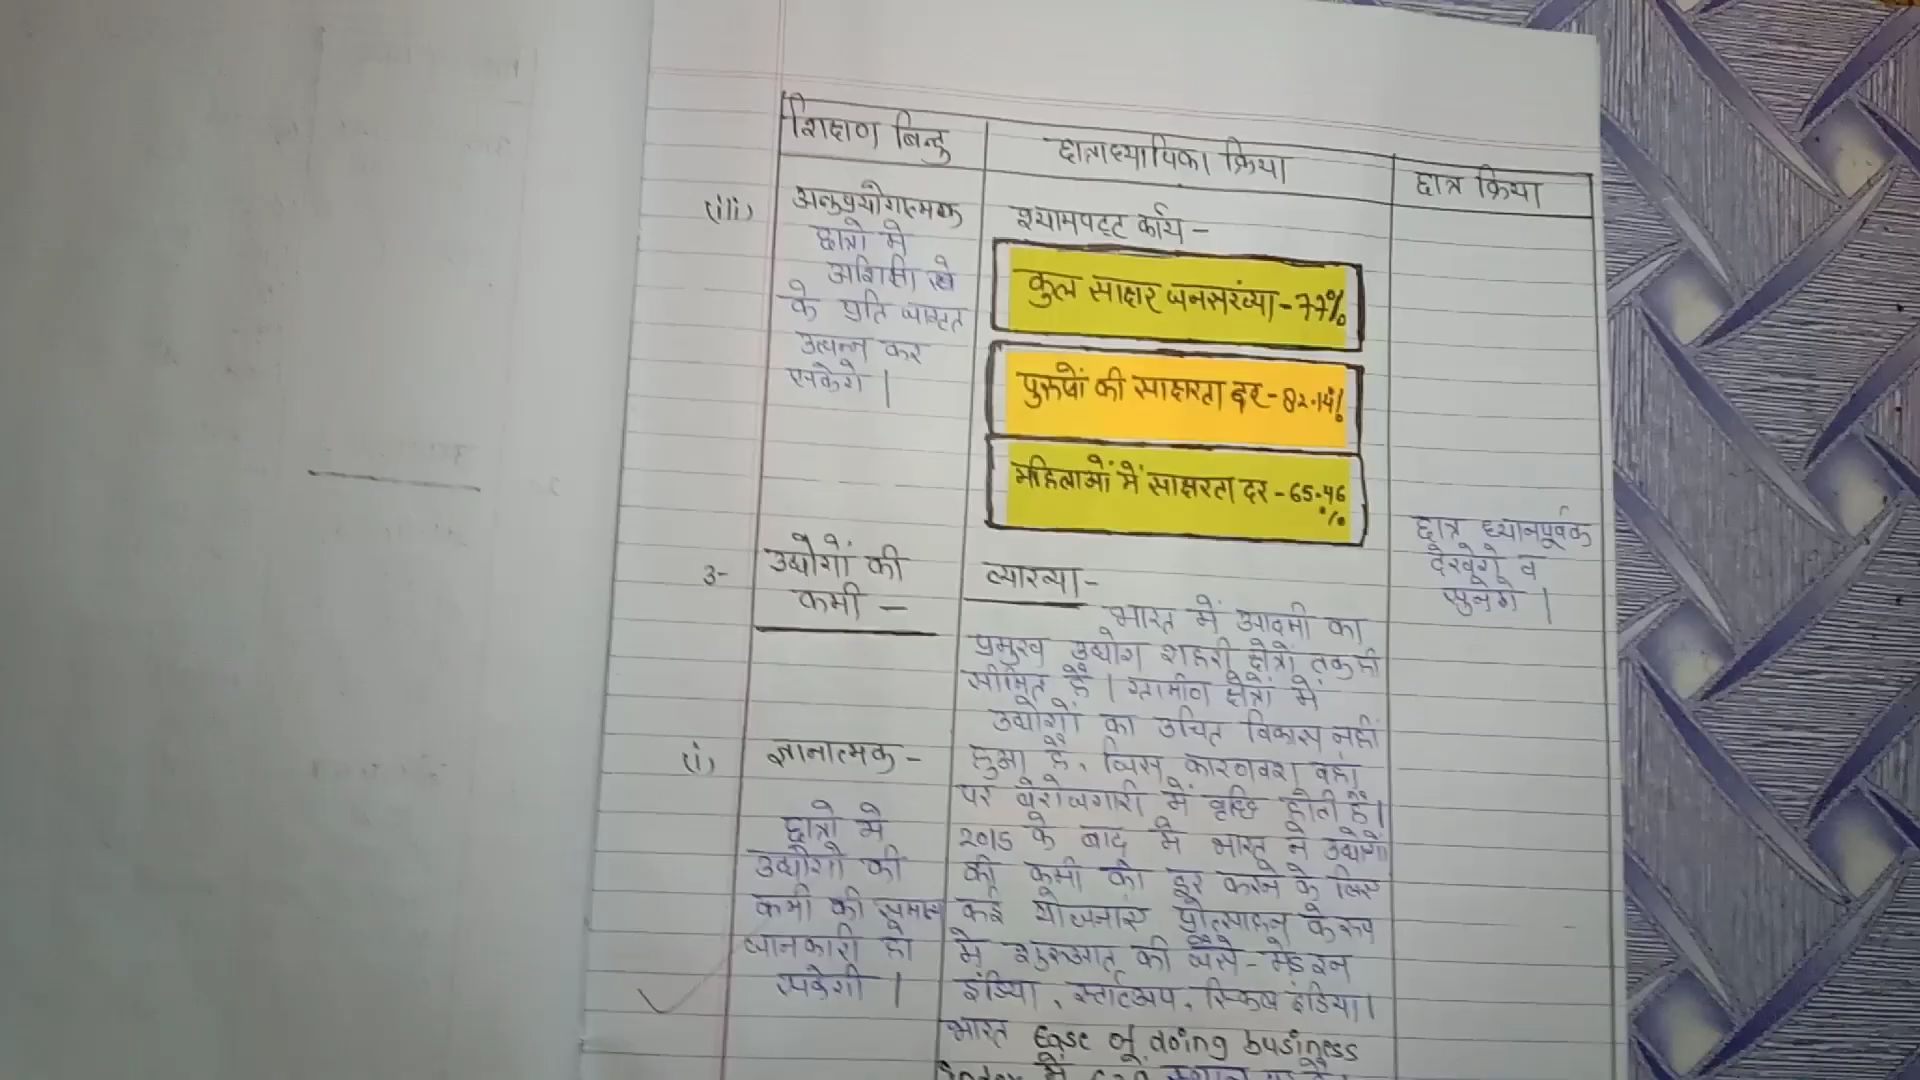 शिक्षण बिन्दु
छात्राध्यापिका क्रिया
छात्र क्रिया
(iii) अनुप्रयोगात्मक
छात्रो मे
के प्रति
उत्पन्न कर
सकेगे ।
श्यामपट्ट कार्य -
कुल साक्षर जनसंख्या - 77%
पुरुषों की साक्षरता दर - 82.14%
महिलाओं में साक्षरता दर - 65.46
%
छात्र ध्यानपूर्वक
देखेगे व
सुनेगे ।
3- उद्योगों की
कमी -
(i) ज्ञानात्मक -
छात्रो मे
उद्योगो की
कमी की
जानकारी हो
सकेगी ।
व्याख्या -
भारत में आदमी का
प्रमुख उद्योग शहरी क्षेत्रों तक ही
सीमित है । ग्रामीण क्षेत्रों में
उद्योगों का उचित विकास नहीं
हुआ है, जिस कारणवश वहां
पर बेरोजगारी में वृद्धि होती है।
2015 के बाद मे भारत ने उद्योगों
की कमी को दूर करने के लिए
कई योजनाएं प्रोत्साहन के रूप
मे शुरुआत की जैसे - मेड इन
इंडिया, स्टार्टअप, स्किल इंडिया।
भारत Ease of doing business